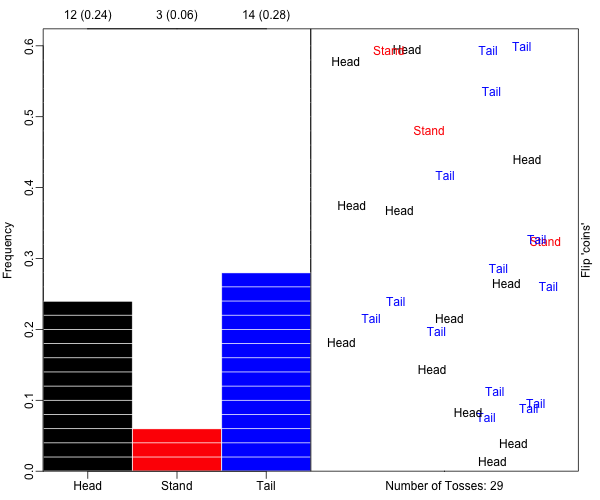 12 (0.24) 3 (0.06) 14 (0.28)
Tail
Stand Head Tail
Head
0.6
Tail
0.5
Stand
Head
Tail
0.4
Head
Head
Tail
Stand
0.3
Tail
Head
Tail
Tail
Tail Head
0.2
Tail
Head
Head
Tail
0.1
Tail
Tail
Head
Tail
Head
Head
0.0
Frequency
Flip 'coins'
Head Stand Tail Number of Tosses: 29